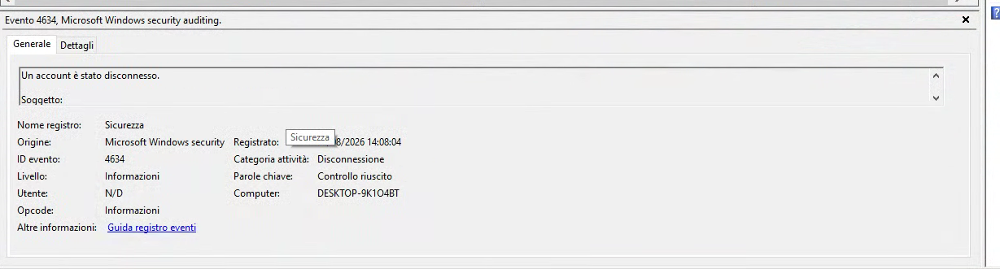 Evento 4634, Microsoft Windows security auditing.
Generale Dettagli
Un account è stato disconnesso.
Soggetto:
Nome registro: Sicurezza
Sicurezza
Origine: Microsoft Windows security Registrato: 8/2026 14:08:04
ID evento: 4634 Categoria attività: Disconnessione
Livello: Informazioni Parole chiave: Controllo riuscito
Utente: N/D Computer: DESKTOP-9K1O4BT
Opcode: Informazioni
Altre informazioni: Guida registro eventi